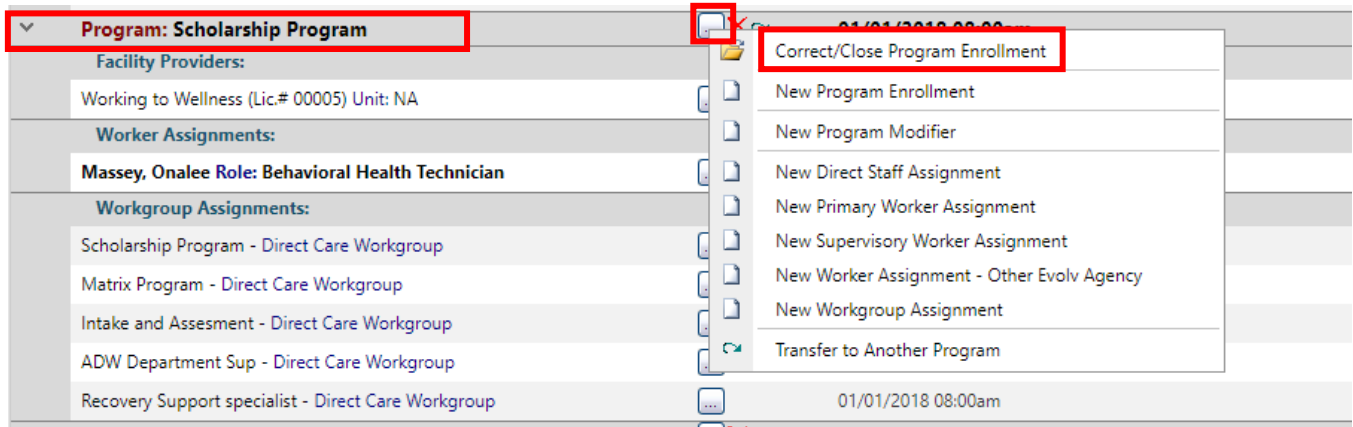 Program: Scholarship Program ... 01/01/2018 08:00am
Correct/Close Program Enrollment
Facility Providers:
New Program Enrollment
Working to Wellness (Lic.# 00005) Unit: NA
New Program Modifier
Worker Assignments:
Massey, Onalee Role: Behavioral Health Technician
New Direct Staff Assignment
Workgroup Assignments:
New Primary Worker Assignment
Scholarship Program - Direct Care Workgroup
New Supervisory Worker Assignment
Matrix Program - Direct Care Workgroup
New Worker Assignment - Other Evolv Agency
Intake and Assesment - Direct Care Workgroup
New Workgroup Assignment
ADW Department Sup - Direct Care Workgroup
Transfer to Another Program
Recovery Support specialist - Direct Care Workgroup ... 01/01/2018 08:00am